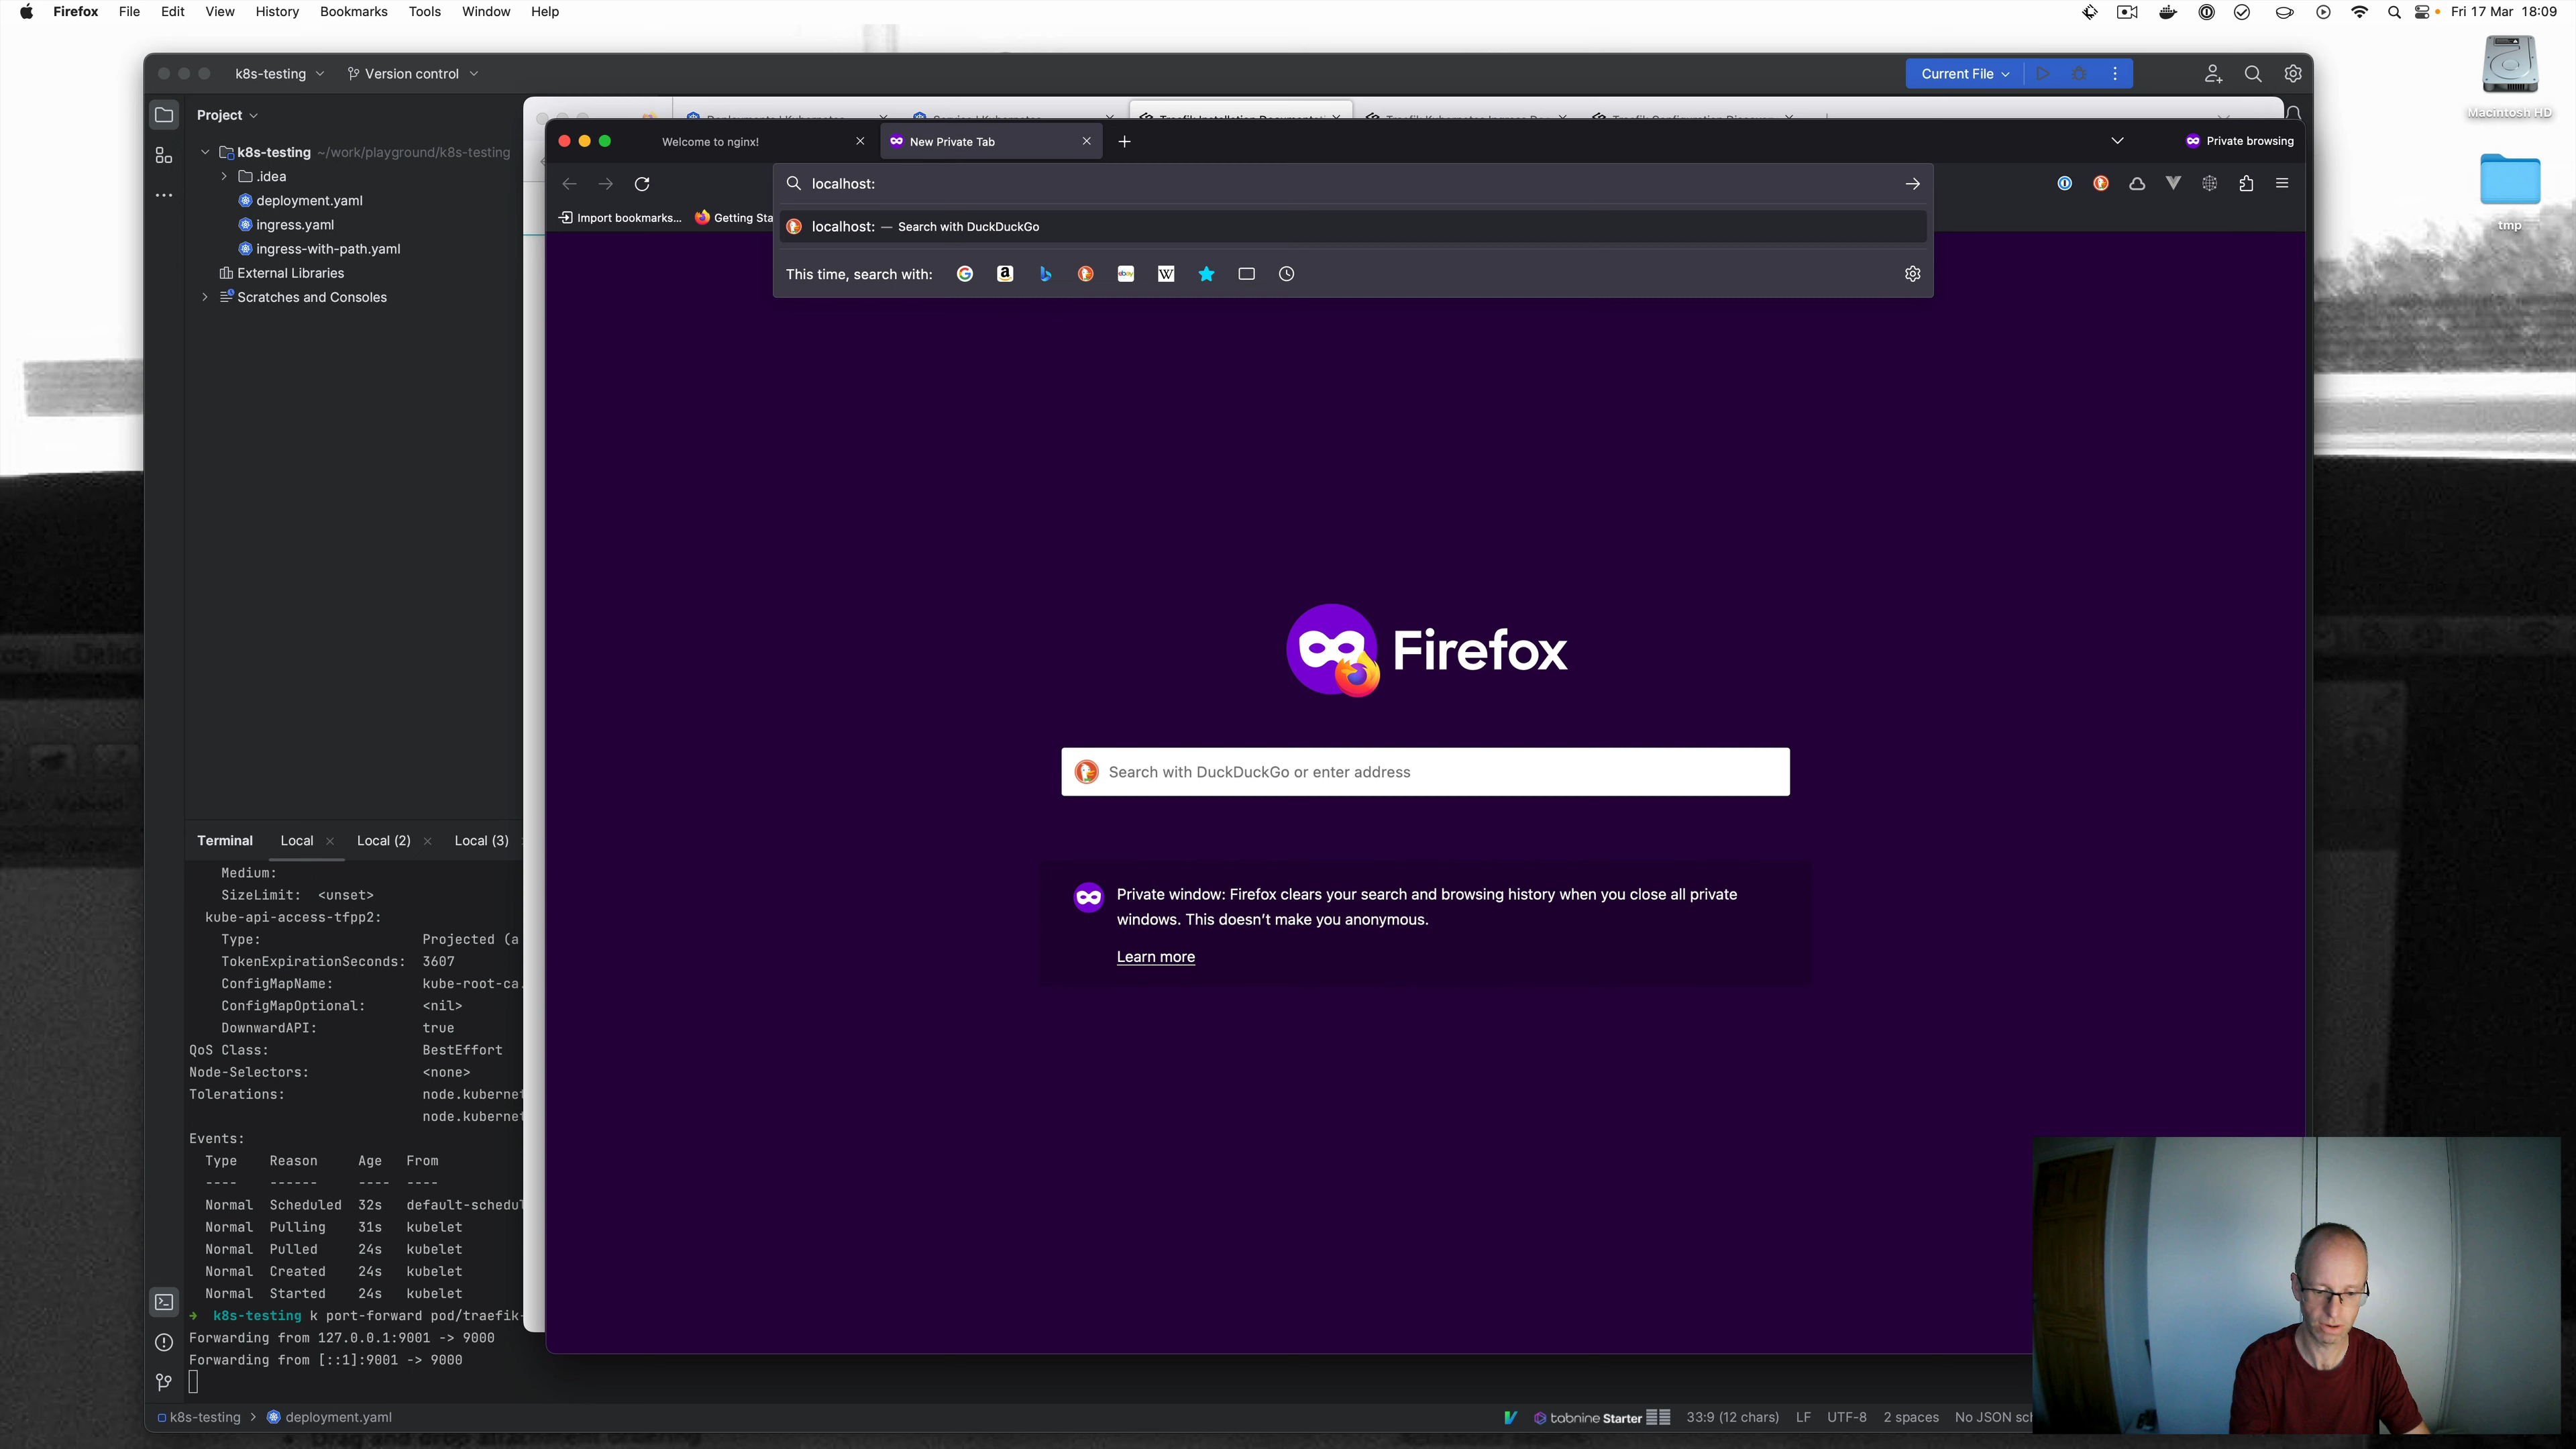 Firefox File Edit View History Bookmarks Tools Window Help
Fri 17 Mar 18:09
k8s-testing
Version control
Current File
Macintosh HD
tmp
Project
k8s-testing ~/work/playground/k8s-testing
.idea
deployment.yaml
ingress.yaml
ingress-with-path.yaml
External Libraries
Scratches and Consoles
Welcome to nginx!
New Private Tab
Private browsing
localhost:
Import bookmarks...
Getting Sta
localhost: — Search with DuckDuckGo
This time, search with:
Firefox
Search with DuckDuckGo or enter address
Private window: Firefox clears your search and browsing history when you close all private
windows. This doesn’t make you anonymous.
Learn more
Terminal Local Local (2) Local (3)
Medium:
SizeLimit: <unset>
kube-api-access-tfpp2:
Type: Projected (a
TokenExpirationSeconds: 3607
ConfigMapName: kube-root-ca.
ConfigMapOptional: <nil>
DownwardAPI: true
QoS Class: BestEffort
Node-Selectors: <none>
Tolerations: node.kubernet
node.kubernet
Events:
Type Reason Age From
---- ------ ---- ----
Normal Scheduled 32s default-schedul
Normal Pulling 31s kubelet
Normal Pulled 24s kubelet
Normal Created 24s kubelet
Normal Started 24s kubelet
➜ k8s-testing k port-forward pod/traefik-
Forwarding from 127.0.0.1:9001 -> 9000
Forwarding from [::1]:9001 -> 9000
k8s-testing > deployment.yaml
tabnine Starter 33:9 (12 chars) LF UTF-8 2 spaces No JSON sch